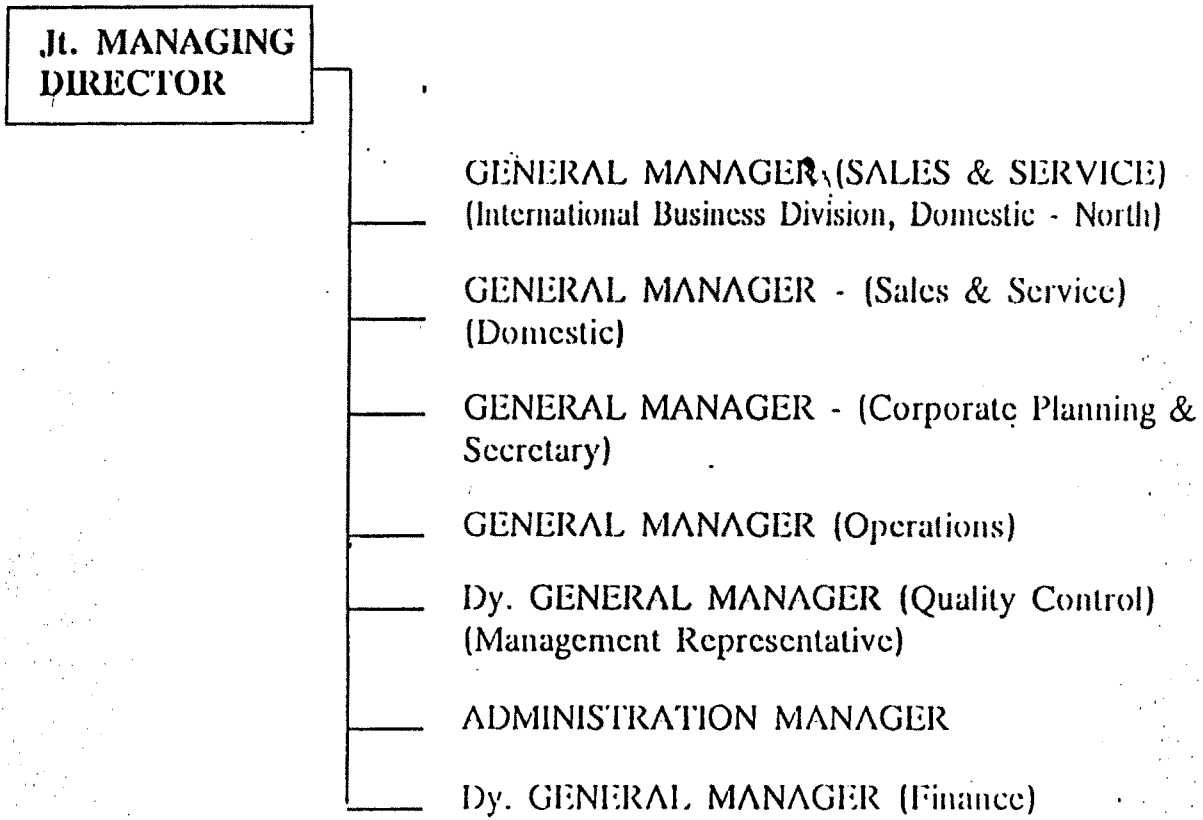 Jt. MANAGING
DIRECTOR
GENERAL MANAGER (SALES & SERVICE)
(International Business Division, Domestic - North)
GENERAL MANAGER - (Sales & Service)
(Domestic)
GENERAL MANAGER - (Corporate Planning &
Secretary)
GENERAL MANAGER (Operations)
Dy. GENERAL MANAGER (Quality Control)
(Management Representative)
ADMINISTRATION MANAGER
Dy. GENERAL MANAGER (Finance)